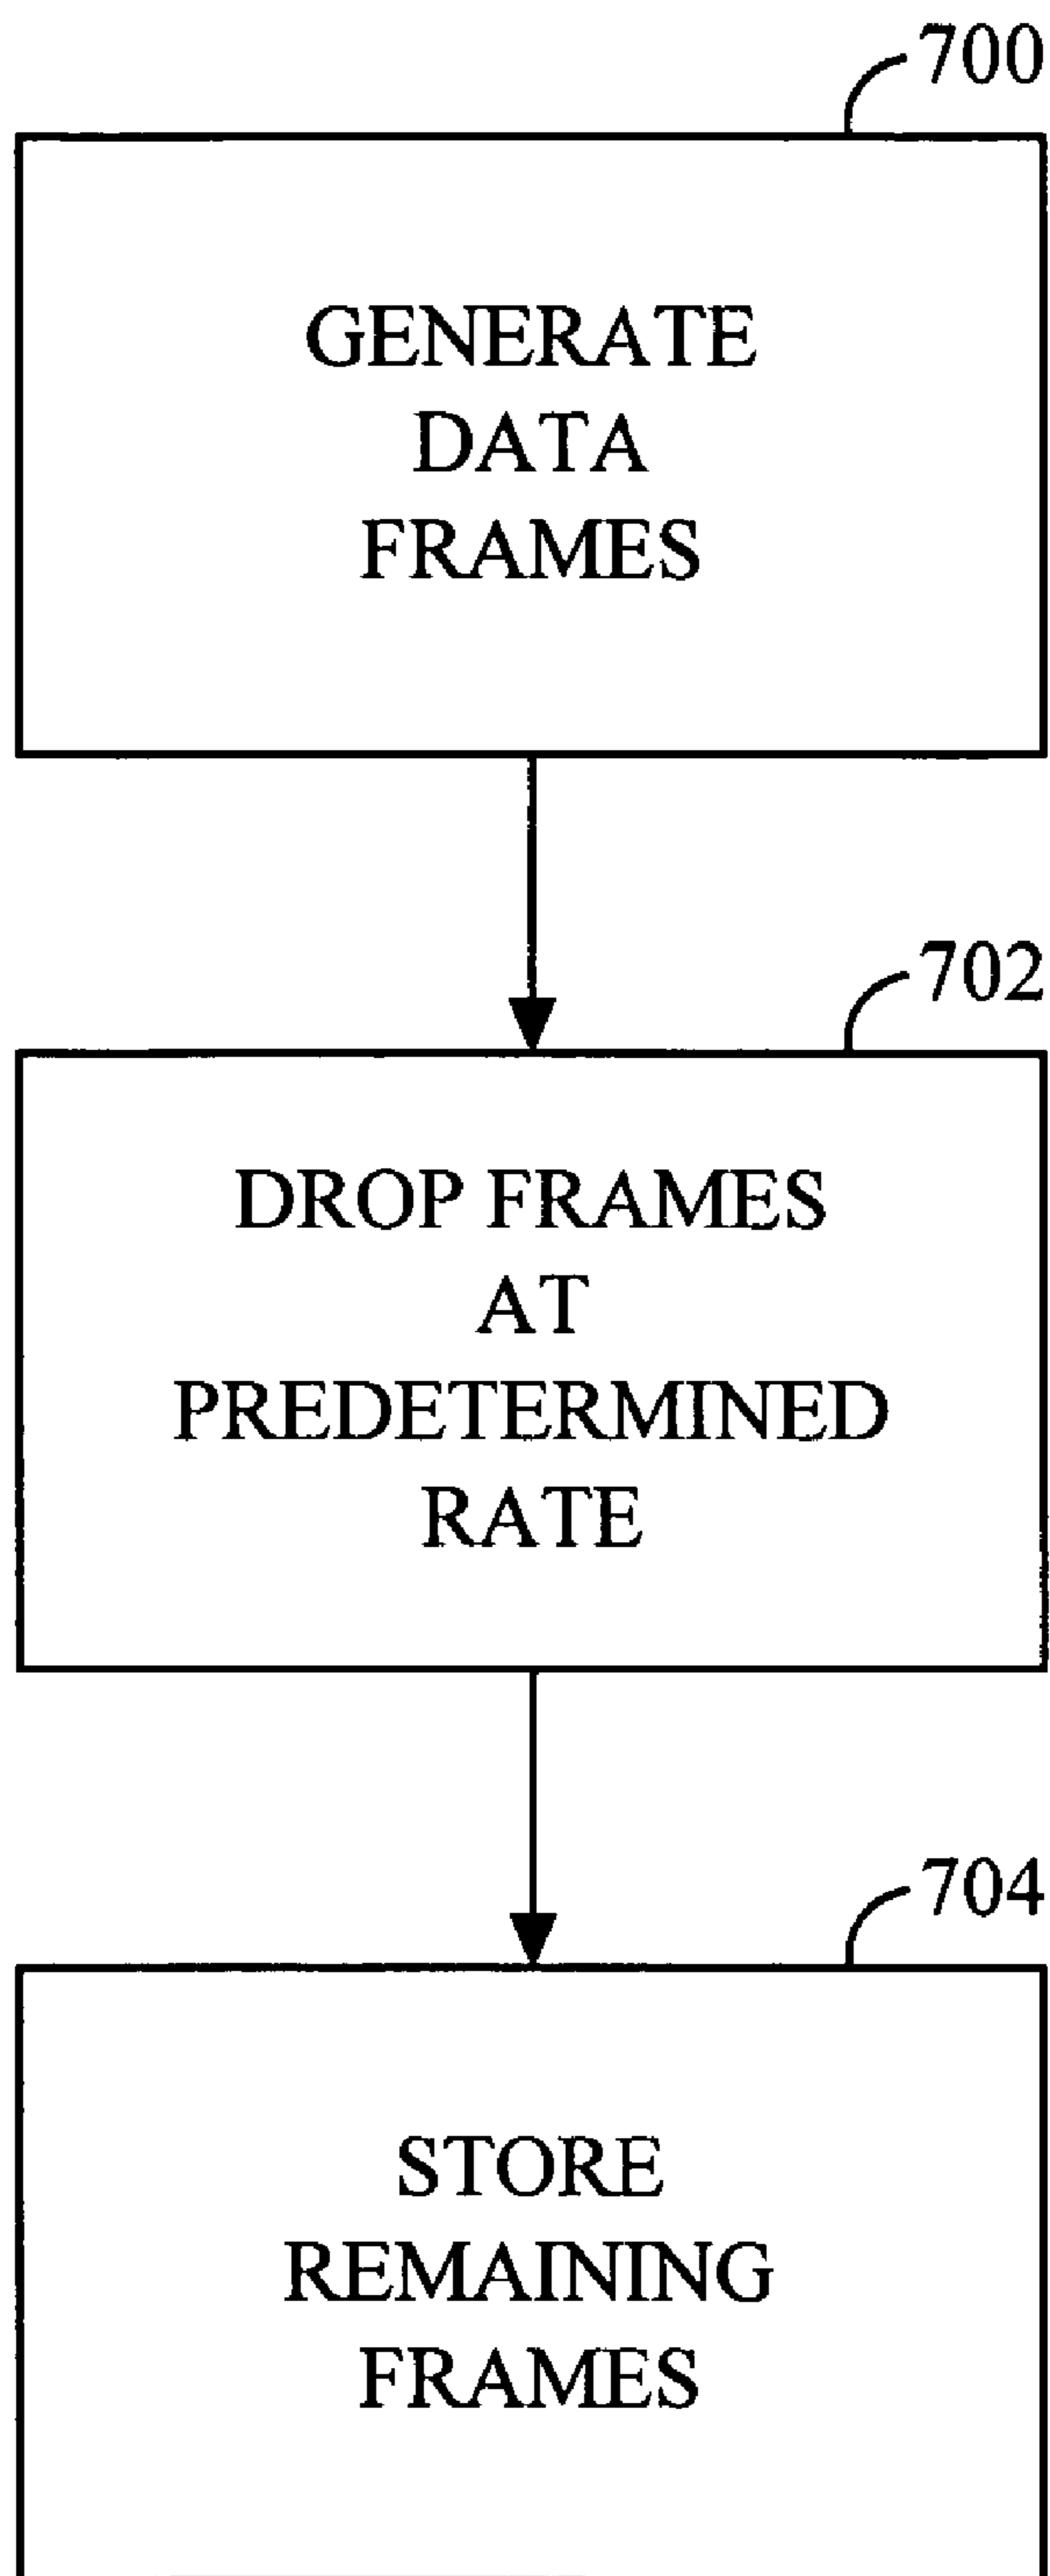 700
GENERATE
DATA
FRAMES
702
DROP FRAMES
AT
PREDETERMINED
RATE
704
STORE
REMAINING
FRAMES